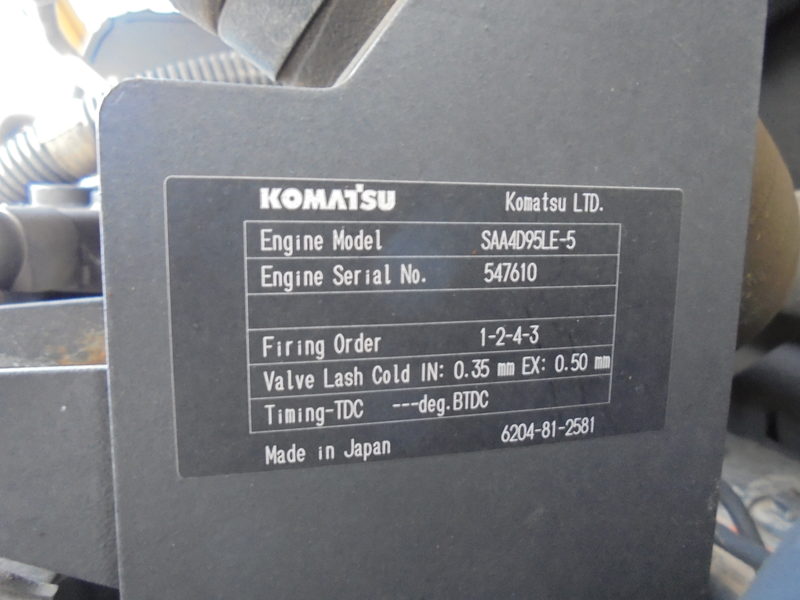 KOMATSU Komatsu LTD.
Engine Model SAA4D95LE-5
Engine Serial No. 547610
Firing Order 1-2-4-3
Valve Lash Cold IN: 0.35 mm EX: 0.50 mm
Timing-TDC ---deg.BTDC
Made in Japan 6204-81-2581